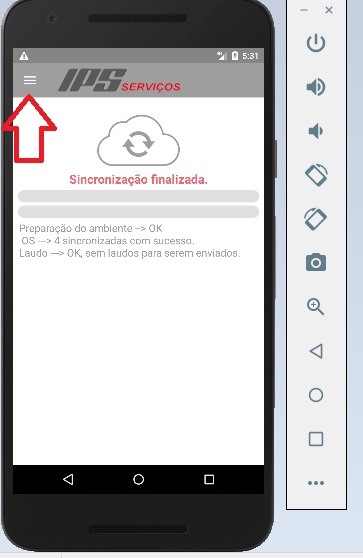 5:31
IPS SERVIÇOS
Sincronização finalizada.
Preparação do ambiente --> OK
OS ---> 4 sincronizadas com sucesso.
Laudo ---> OK, sem laudos para serem enviados.